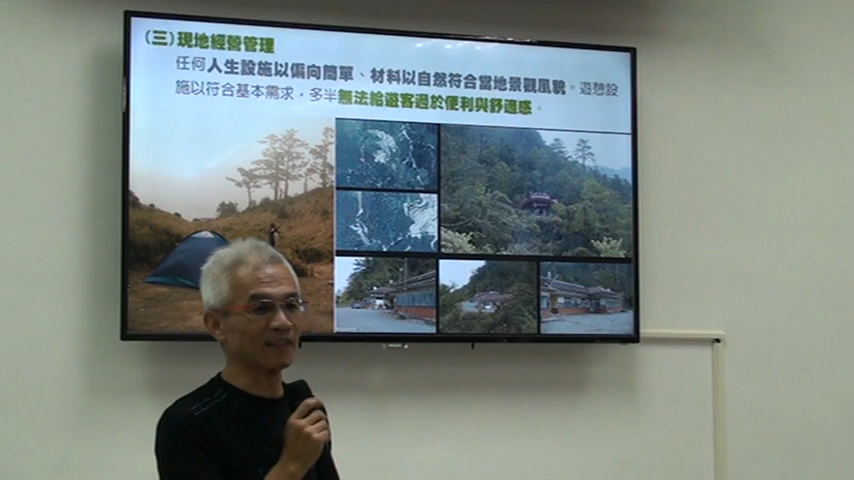 (三)現地經營管理
任何人生設施以偏向簡單、材料以自然符合當地景觀風貌。遊憩設
施以符合基本需求，多半無法給遊客過於便利與舒適感。